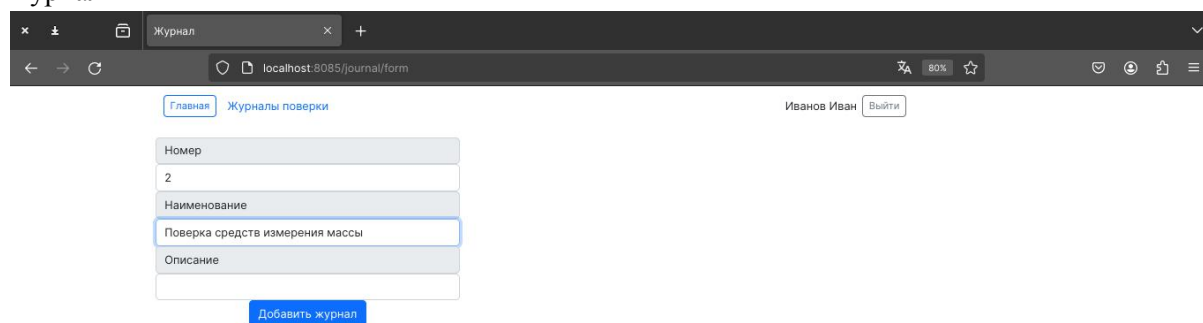 Журнал
localhost:8085/journal/form
80%
Главная Журналы поверки Иванов Иван Выйти
Номер
2
Наименование
Поверка средств измерения массы
Описание
Добавить журнал